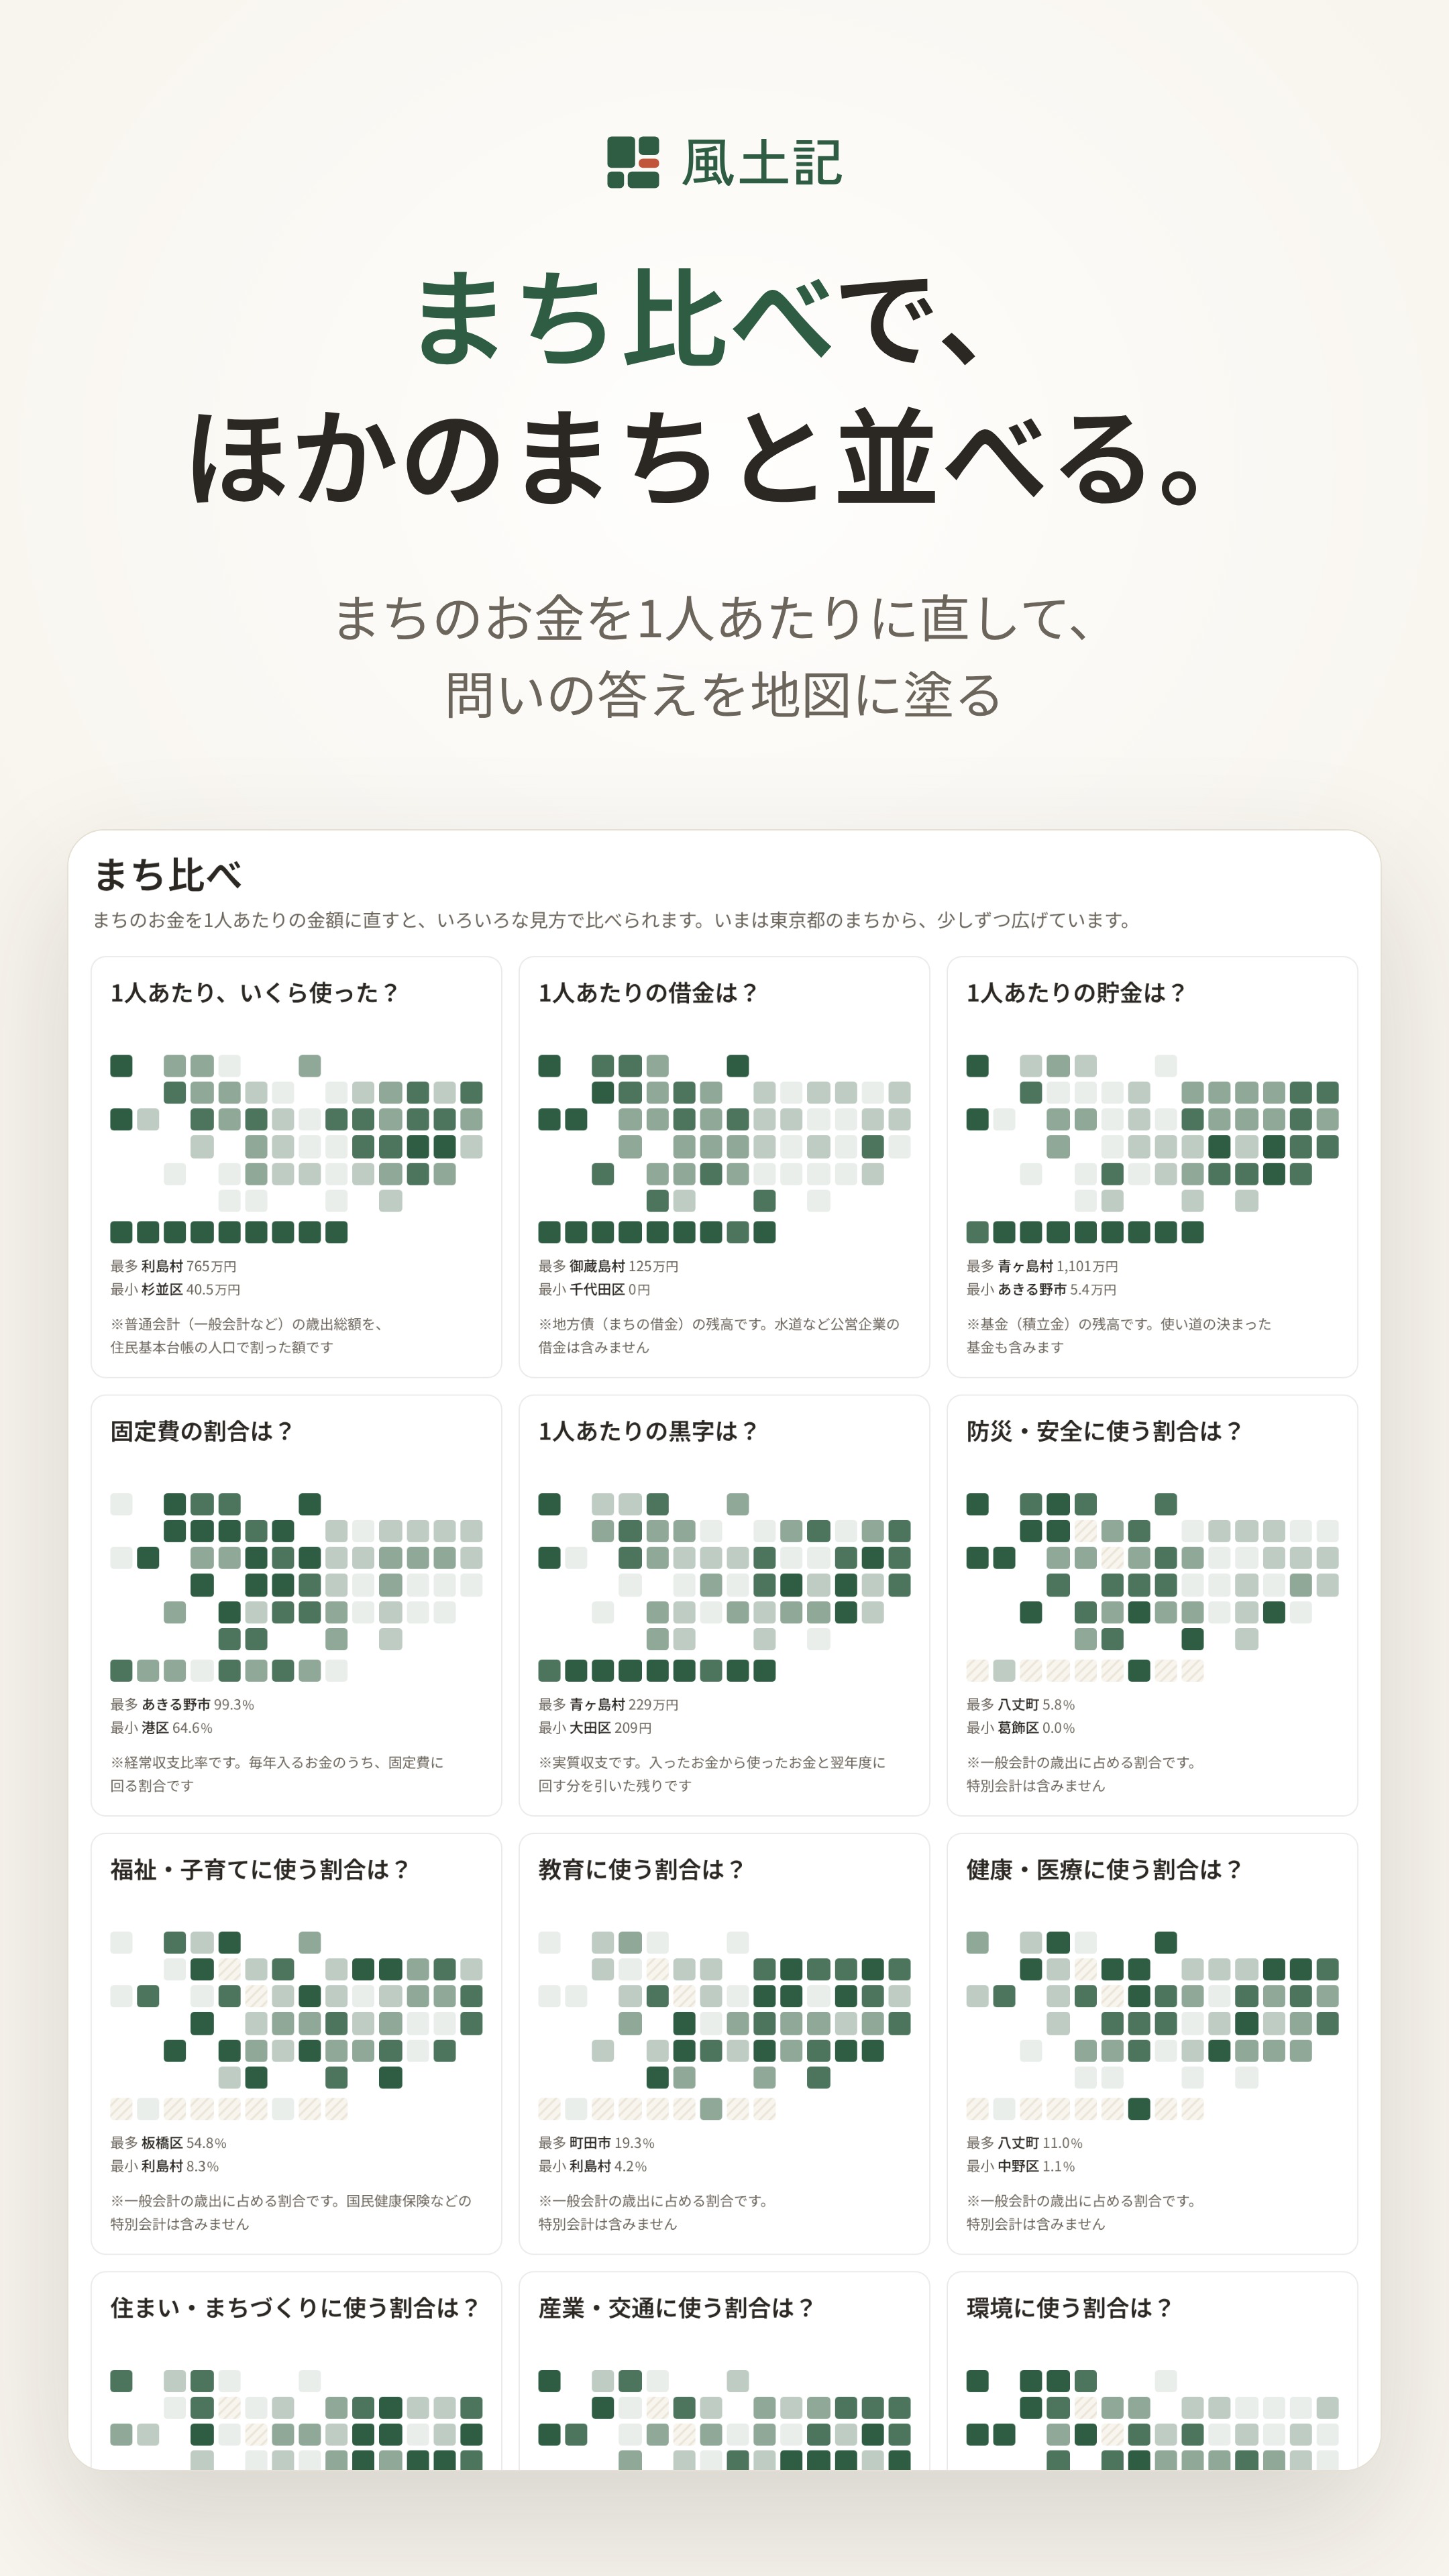 風土記
まち比べで、
ほかのまちと並べる。
まちのお金を1人あたりに直して、
問いの答えを地図に塗る
まち比べ
まちのお金を1人あたりの金額に直すと、いろいろな見方で比べられます。いまは東京都のまちから、少しずつ広げています。
1人あたり、いくら使った？
最多 利島村 765万円
最小 杉並区 40.5万円
※普通会計（一般会計など）の歳出総額を、
住民基本台帳の人口で割った額です
1人あたりの借金は？
最多 御蔵島村 125万円
最小 千代田区 0円
※地方債（まちの借金）の残高です。水道など公営企業の
借金は含みません
1人あたりの貯金は？
最多 青ヶ島村 1,101万円
最小 あきる野市 5.4万円
※基金（積立金）の残高です。使い道の決まった
基金も含みます
固定費の割合は？
最多 あきる野市 99.3%
最小 港区 64.6%
※経常収支比率です。毎年入るお金のうち、固定費に
回る割合です
1人あたりの黒字は？
最多 青ヶ島村 229万円
最小 大田区 209円
※実質収支です。入ったお金から使ったお金と翌年度に
回す分を引いた残りです
防災・安全に使う割合は？
最多 八丈町 5.8%
最小 葛飾区 0.0%
※一般会計の歳出に占める割合です。
特別会計は含みません
福祉・子育てに使う割合は？
最多 板橋区 54.8%
最小 利島村 8.3%
※一般会計の歳出に占める割合です。国民健康保険などの
特別会計は含みません
教育に使う割合は？
最多 町田市 19.3%
最小 利島村 4.2%
※一般会計の歳出に占める割合です。
特別会計は含みません
健康・医療に使う割合は？
最多 八丈町 11.0%
最小 中野区 1.1%
※一般会計の歳出に占める割合です。
特別会計は含みません
住まい・まちづくりに使う割合は？
産業・交通に使う割合は？
環境に使う割合は？